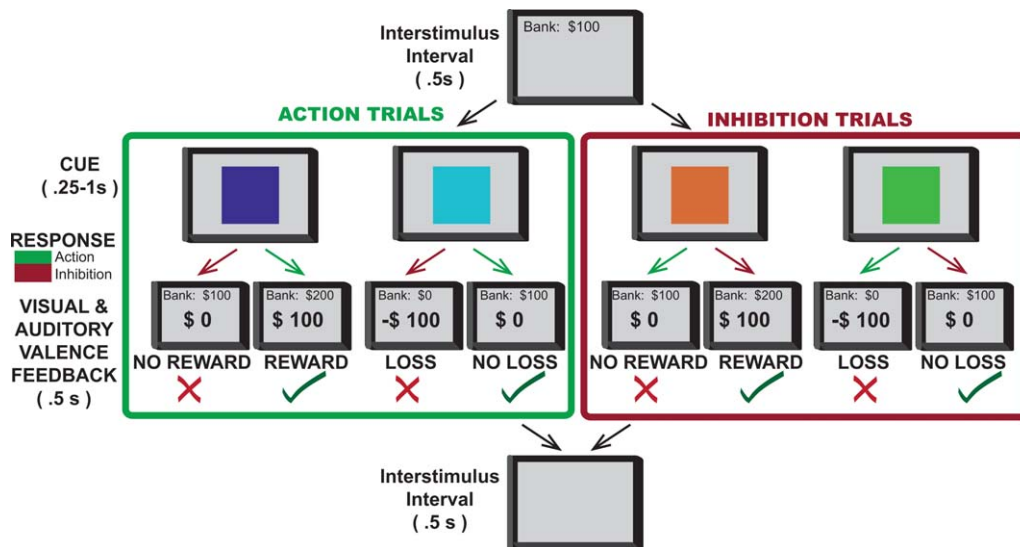 Interstimulus
Interval
( .5s )
Bank: $100
ACTION TRIALS
INHIBITION TRIALS
CUE
( .25-1s )
RESPONSE
Action
Inhibition
VISUAL &
AUDITORY
VALENCE
FEEDBACK
( .5 s )
Bank: $100
$ 0
NO REWARD
Bank: $200
$ 100
REWARD
Bank: $0
-$ 100
LOSS
Bank: $100
$ 0
NO LOSS
Bank: $100
$ 0
NO REWARD
Bank: $200
$ 100
REWARD
Bank: $0
-$ 100
LOSS
Bank: $100
$ 0
NO LOSS
Interstimulus
Interval
( .5 s )